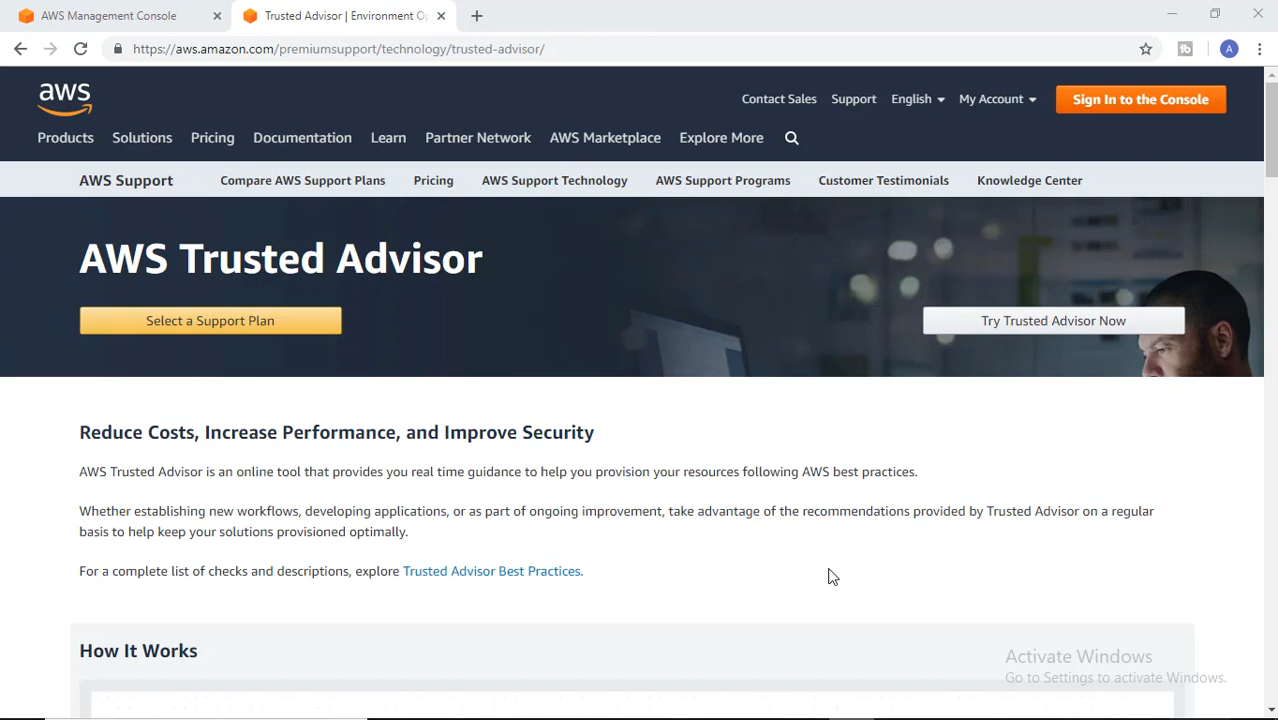 AWS Management Console
Trusted Advisor | Environment Op
https://aws.amazon.com/premiumsupport/technology/trusted-advisor/
tb
A
aws
Contact Sales Support English My Account Sign In to the Console
Products Solutions Pricing Documentation Learn Partner Network AWS Marketplace Explore More
AWS Support Compare AWS Support Plans Pricing AWS Support Technology AWS Support Programs Customer Testimonials Knowledge Center
AWS Trusted Advisor
Select a Support Plan
Try Trusted Advisor Now
Reduce Costs, Increase Performance, and Improve Security
AWS Trusted Advisor is an online tool that provides you real time guidance to help you provision your resources following AWS best practices.
Whether establishing new workflows, developing applications, or as part of ongoing improvement, take advantage of the recommendations provided by Trusted Advisor on a regular
basis to help keep your solutions provisioned optimally.
For a complete list of checks and descriptions, explore Trusted Advisor Best Practices.
How It Works
Activate Windows
Go to Settings to activate Windows.